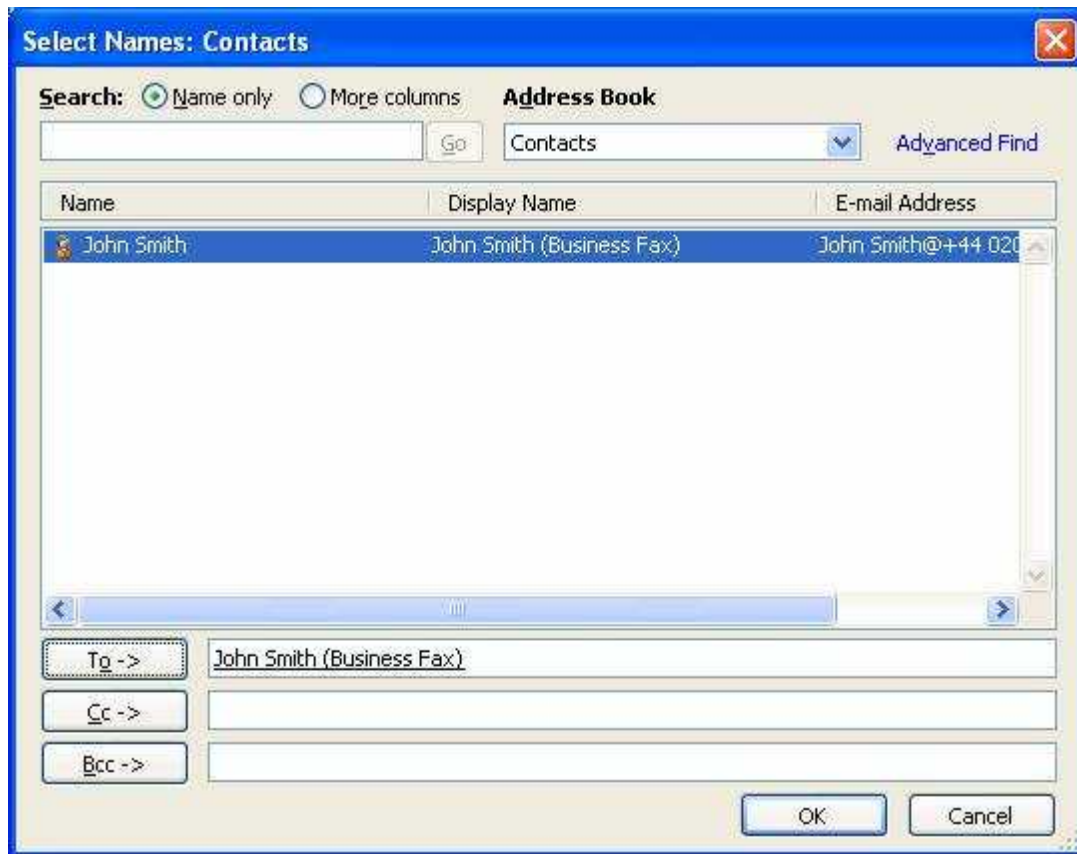 Select Names: Contacts
Search: Name only More columns Address Book
Go Contacts Advanced Find
Name Display Name E-mail Address
John Smith John Smith (Business Fax) John Smith@+44 020
To -> John Smith (Business Fax)
Cc ->
Bcc ->
OK Cancel